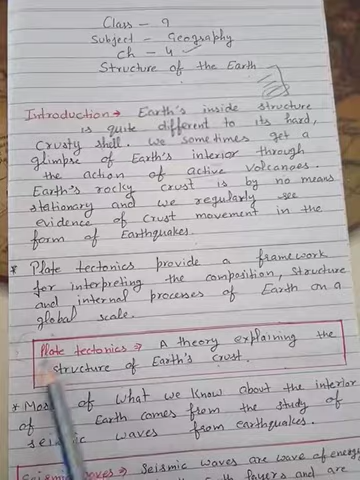 Class - 9
Subject - Geography
Ch - 4
Structure of the Earth
Introduction → Earth's inside structure
is quite different to its hard,
crusty shell. We sometimes get a
glimpse of Earth's interior through
the action of active volcanoes.
Earth's rocky crust is by no means
stationary and we regularly see
evidence of crust movement in the
form of Earthquakes.
* Plate tectonics provide a framework
for interpreting the composition, structure
and internal processes of Earth on a
global scale.
Plate tectonics → A theory explaining the
structure of Earth's crust.
* Most of what we know about the interior
of Earth comes from the study of
seismic waves from earthquakes.
Seismic waves → Seismic waves are wave of energy
layers and are